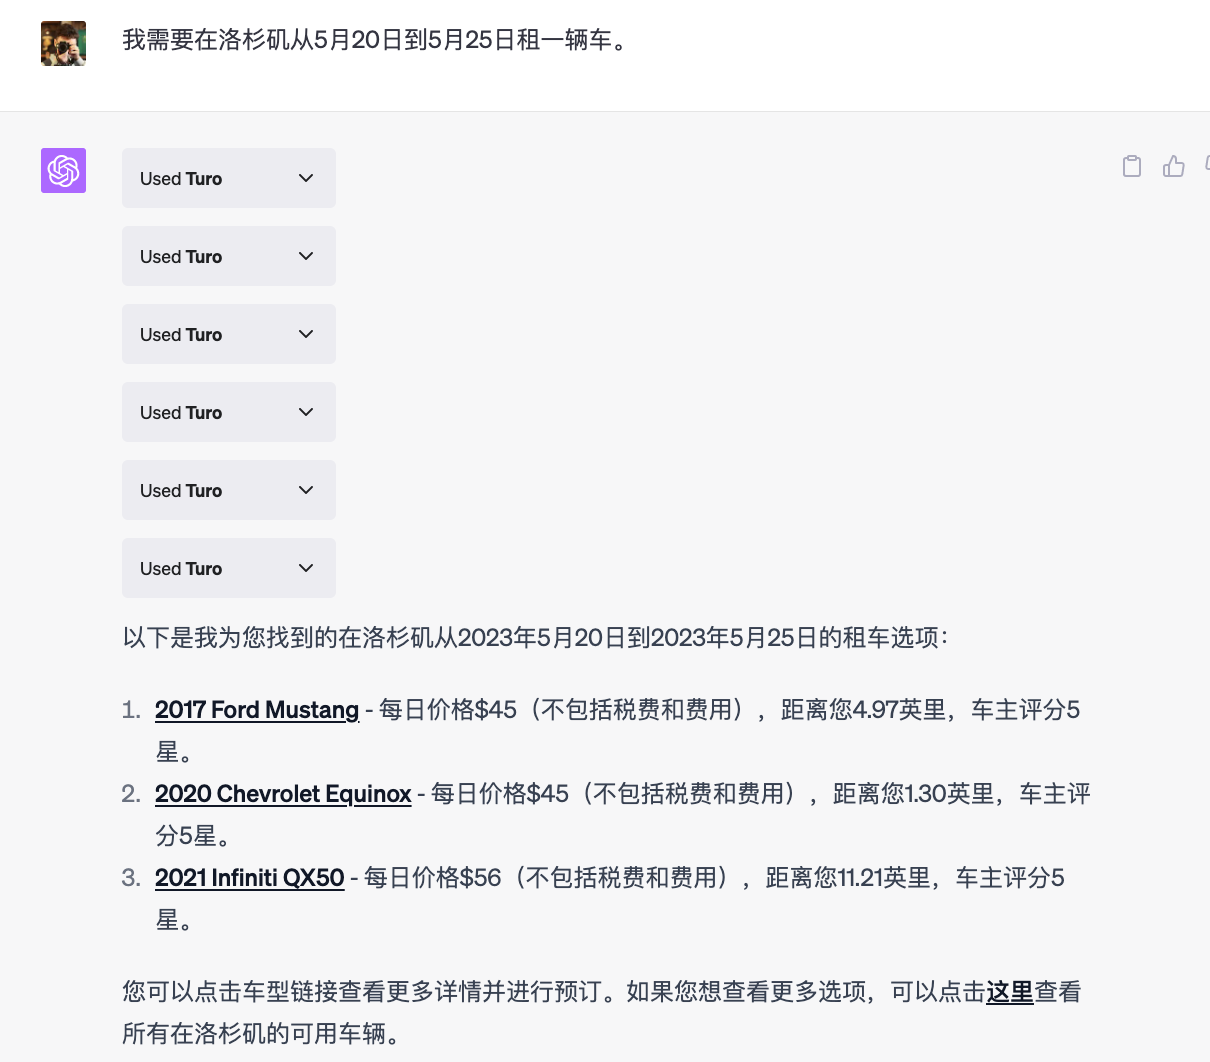 我需要在洛杉矶从5月20日到5月25日租一辆车。
Used Turo
Used Turo
Used Turo
Used Turo
Used Turo
Used Turo
以下是我为您找到的在洛杉矶从2023年5月20日到2023年5月25日的租车选项：
1. 2017 Ford Mustang - 每日价格$45（不包括税费和费用），距离您4.97英里，车主评分5
星。
2. 2020 Chevrolet Equinox - 每日价格$45（不包括税费和费用），距离您1.30英里，车主评
分5星。
3. 2021 Infiniti QX50 - 每日价格$56（不包括税费和费用），距离您11.21英里，车主评分5
星。
您可以点击车型链接查看更多详情并进行预订。如果您想查看更多选项，可以点击这里查看
所有在洛杉矶的可用车辆。